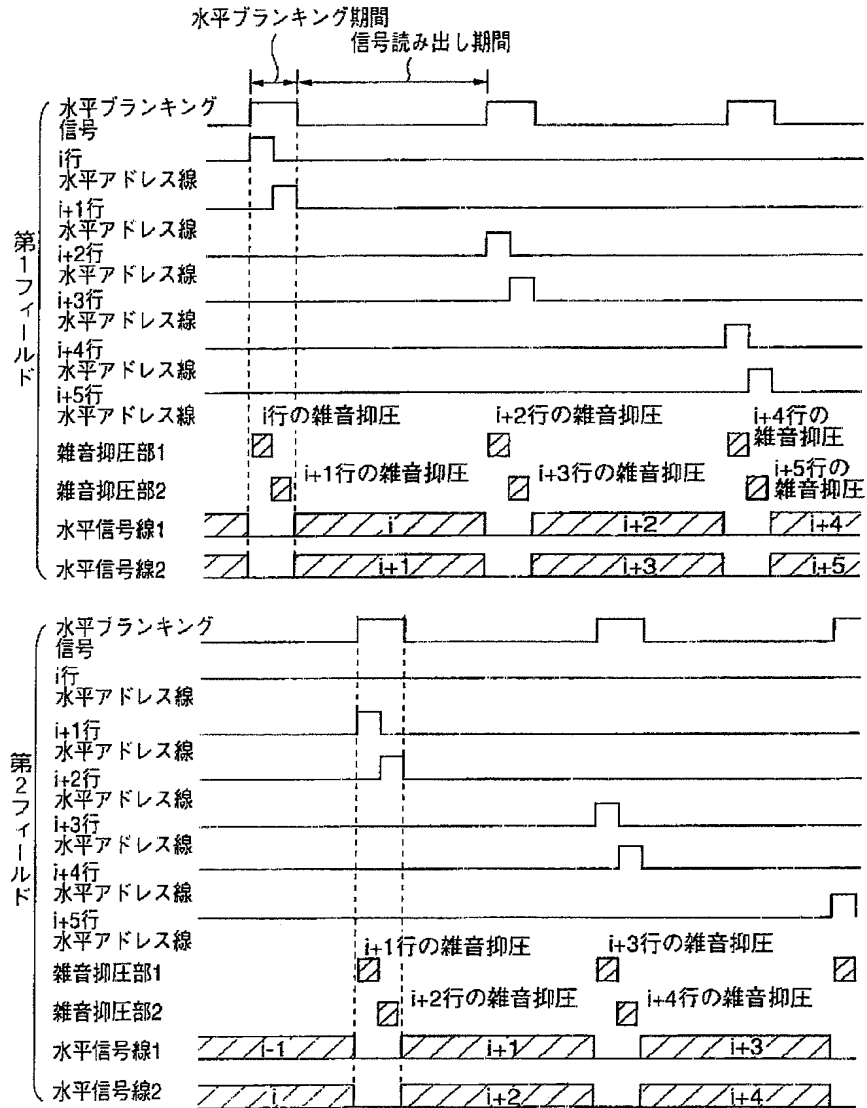 水平ブランキング期間
信号読み出し期間
第1フィールド
水平ブランキング
信号
i行
水平アドレス線
i+1行
水平アドレス線
i+2行
水平アドレス線
i+3行
水平アドレス線
i+4行
水平アドレス線
i+5行
水平アドレス線
i行の雑音抑圧
i+2行の雑音抑圧
i+4行の
雑音抑圧
雑音抑圧部1
i+1行の雑音抑圧
i+3行の雑音抑圧
i+5行の
雑音抑圧
雑音抑圧部2
水平信号線1
i
i+2
i+4
水平信号線2
i+1
i+3
i+5
第2フィールド
水平ブランキング
信号
i行
水平アドレス線
i+1行
水平アドレス線
i+2行
水平アドレス線
i+3行
水平アドレス線
i+4行
水平アドレス線
i+5行
水平アドレス線
i+1行の雑音抑圧
i+3行の雑音抑圧
雑音抑圧部1
i+2行の雑音抑圧
i+4行の雑音抑圧
雑音抑圧部2
水平信号線1
i-1
i+1
i+3
水平信号線2
i
i+2
i+4